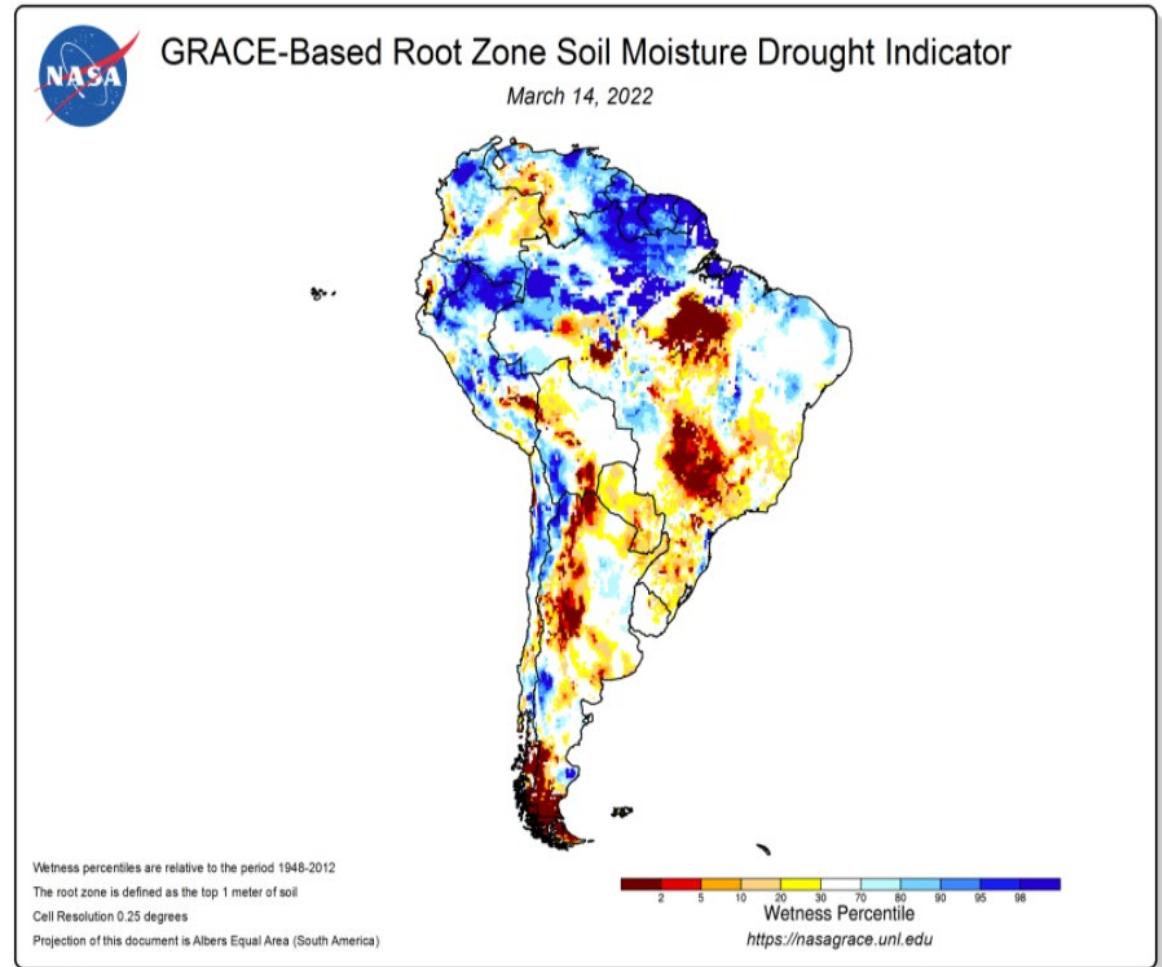 NASA
GRACE-Based Root Zone Soil Moisture Drought Indicator
March 14, 2022
Wetness percentiles are relative to the period 1948-2012
The root zone is defined as the top 1 meter of soil
Cell Resolution 0.25 degrees
Projection of this document is Albers Equal Area (South America)
2 5 10 20 30 70 80 90 95 98
Wetness Percentile
https://nasagrace.unl.edu